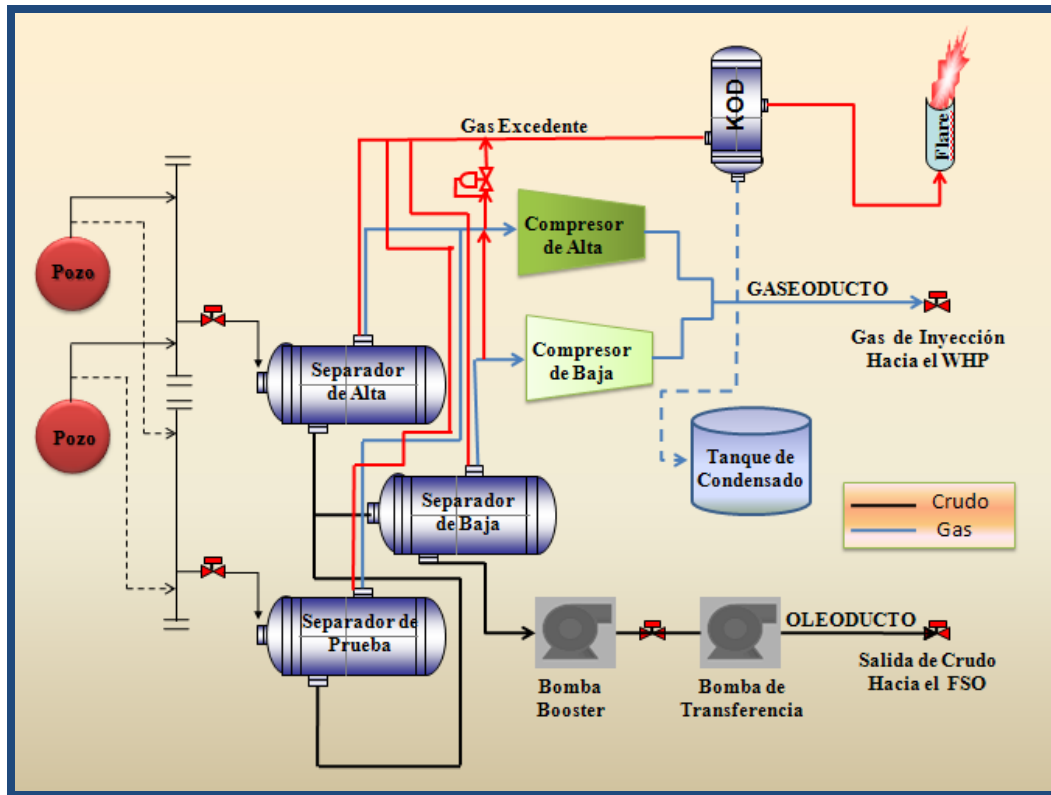 KOD
Flare
Gas Excedente
Compresor
de Alta
Pozo
GASEODUCTO
Gas de Inyección
Hacia el WHP
Separador
de Alta
Compresor
de Baja
Pozo
Tanque de
Condensado
Separador
de Baja
Crudo
Gas
Separador de
Prueba
OLEODUCTO
Bomba
Booster
Bomba de
Transferencia
Salida de Crudo
Hacia el FSO